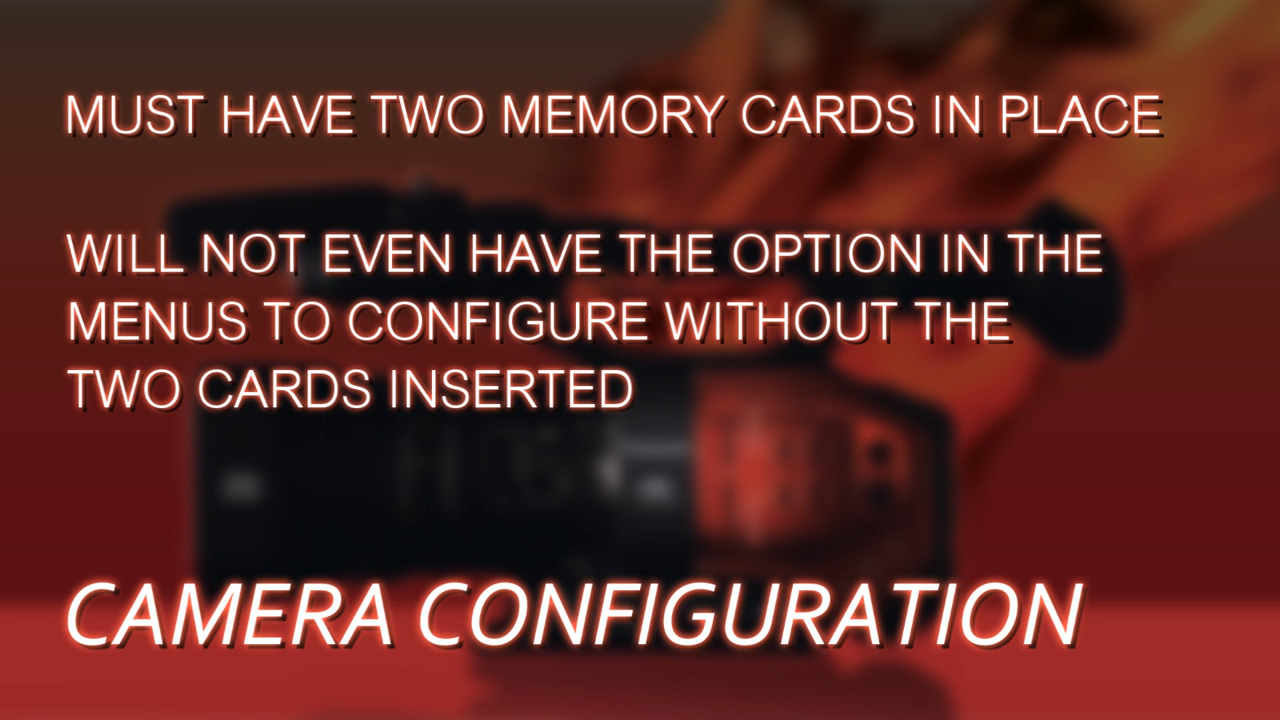 MUST HAVE TWO MEMORY CARDS IN PLACE
WILL NOT EVEN HAVE THE OPTION IN THE
MENUS TO CONFIGURE WITHOUT THE
TWO CARDS INSERTED
CAMERA CONFIGURATION